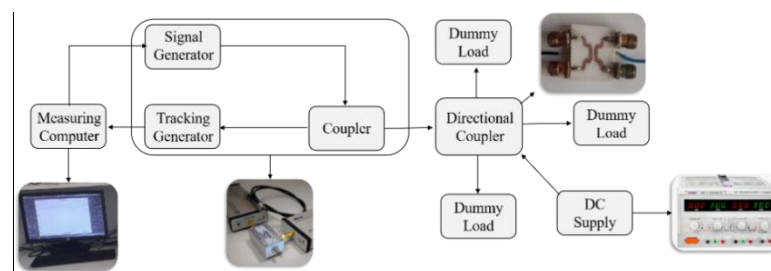 Signal
Generator
Dummy
Load
Measuring
Computer
Tracking
Generator
Coupler
Directional
Coupler
Dummy
Load
Dummy
Load
DC
Supply